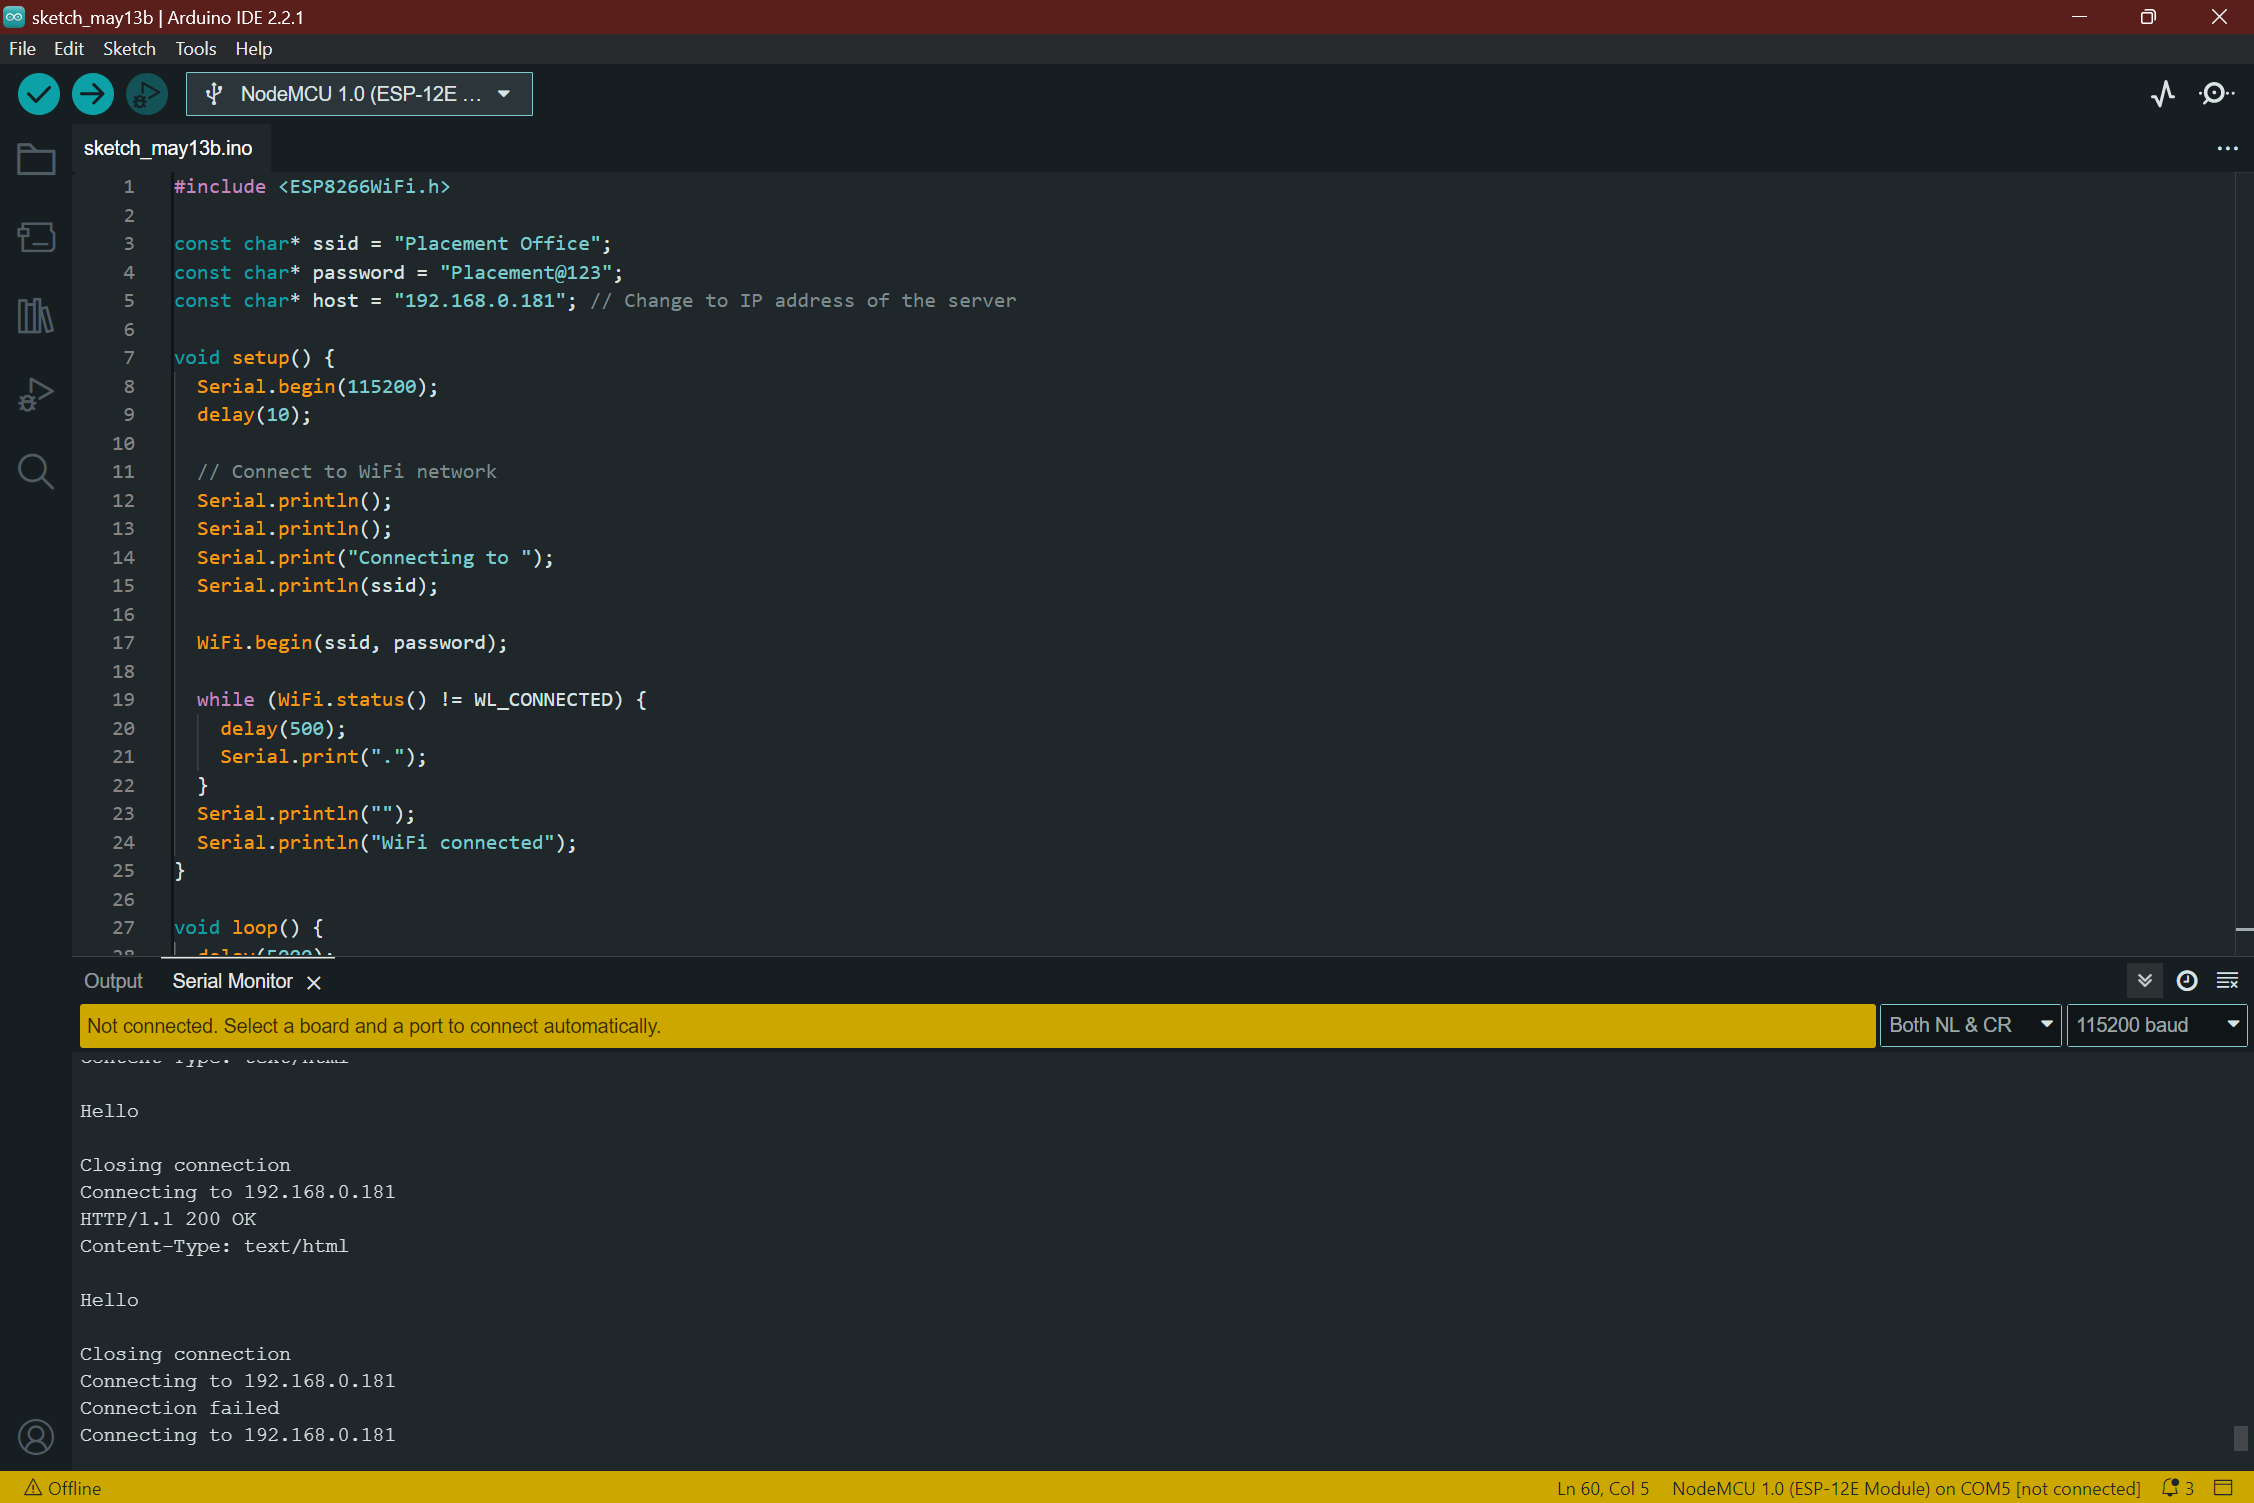 sketch_may13b | Arduino IDE 2.2.1
File Edit Sketch Tools Help
NodeMCU 1.0 (ESP-12E ...
sketch_may13b.ino
1 #include <ESP8266WiFi.h>
2
3 const char* ssid = "Placement Office";
4 const char* password = "Placement@123";
5 const char* host = "192.168.0.181"; // Change to IP address of the server
6
7 void setup() {
8 Serial.begin(115200);
9 delay(10);
10
11 // Connect to WiFi network
12 Serial.println();
13 Serial.println();
14 Serial.print("Connecting to ");
15 Serial.println(ssid);
16
17 WiFi.begin(ssid, password);
18
19 while (WiFi.status() != WL_CONNECTED) {
20 delay(500);
21 Serial.print(".");
22 }
23 Serial.println("");
24 Serial.println("WiFi connected");
25 }
26
27 void loop() {
28 delay(5000);
Output Serial Monitor
Not connected. Select a board and a port to connect automatically.
Both NL & CR 115200 baud
Content-Type: text/html
Hello
Closing connection
Connecting to 192.168.0.181
HTTP/1.1 200 OK
Content-Type: text/html
Hello
Closing connection
Connecting to 192.168.0.181
Connection failed
Connecting to 192.168.0.181
Offline Ln 60, Col 5 NodeMCU 1.0 (ESP-12E Module) on COM5 [not connected] 3